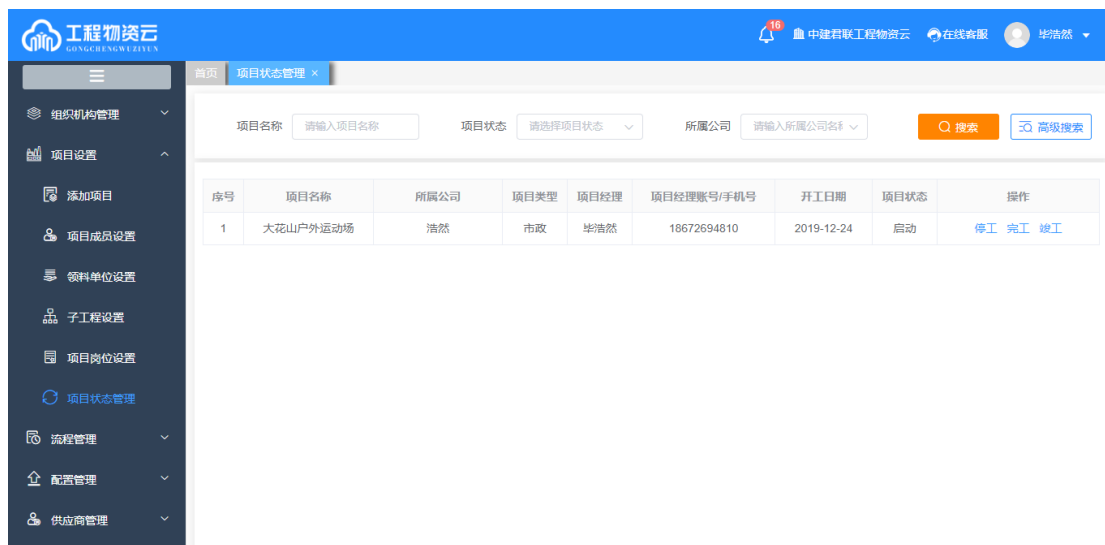 工程物资云
GONGCHENGWUZIYUN
16
中建君联工程物资云
在线客服
毕浩然
首页 项目状态管理 ×
组织机构管理
项目设置
添加项目
项目成员设置
领料单位设置
子工程设置
项目岗位设置
项目状态管理
流程管理
配置管理
供应商管理
项目名称 请输入项目名称 项目状态 请选择项目状态 所属公司 请输入所属公司名称 搜索 高级搜索
序号 项目名称 所属公司 项目类型 项目经理 项目经理账号/手机号 开工日期 项目状态 操作
1 大花山户外运动场 浩然 市政 毕浩然 18672694810 2019-12-24 启动 停工 完工 竣工